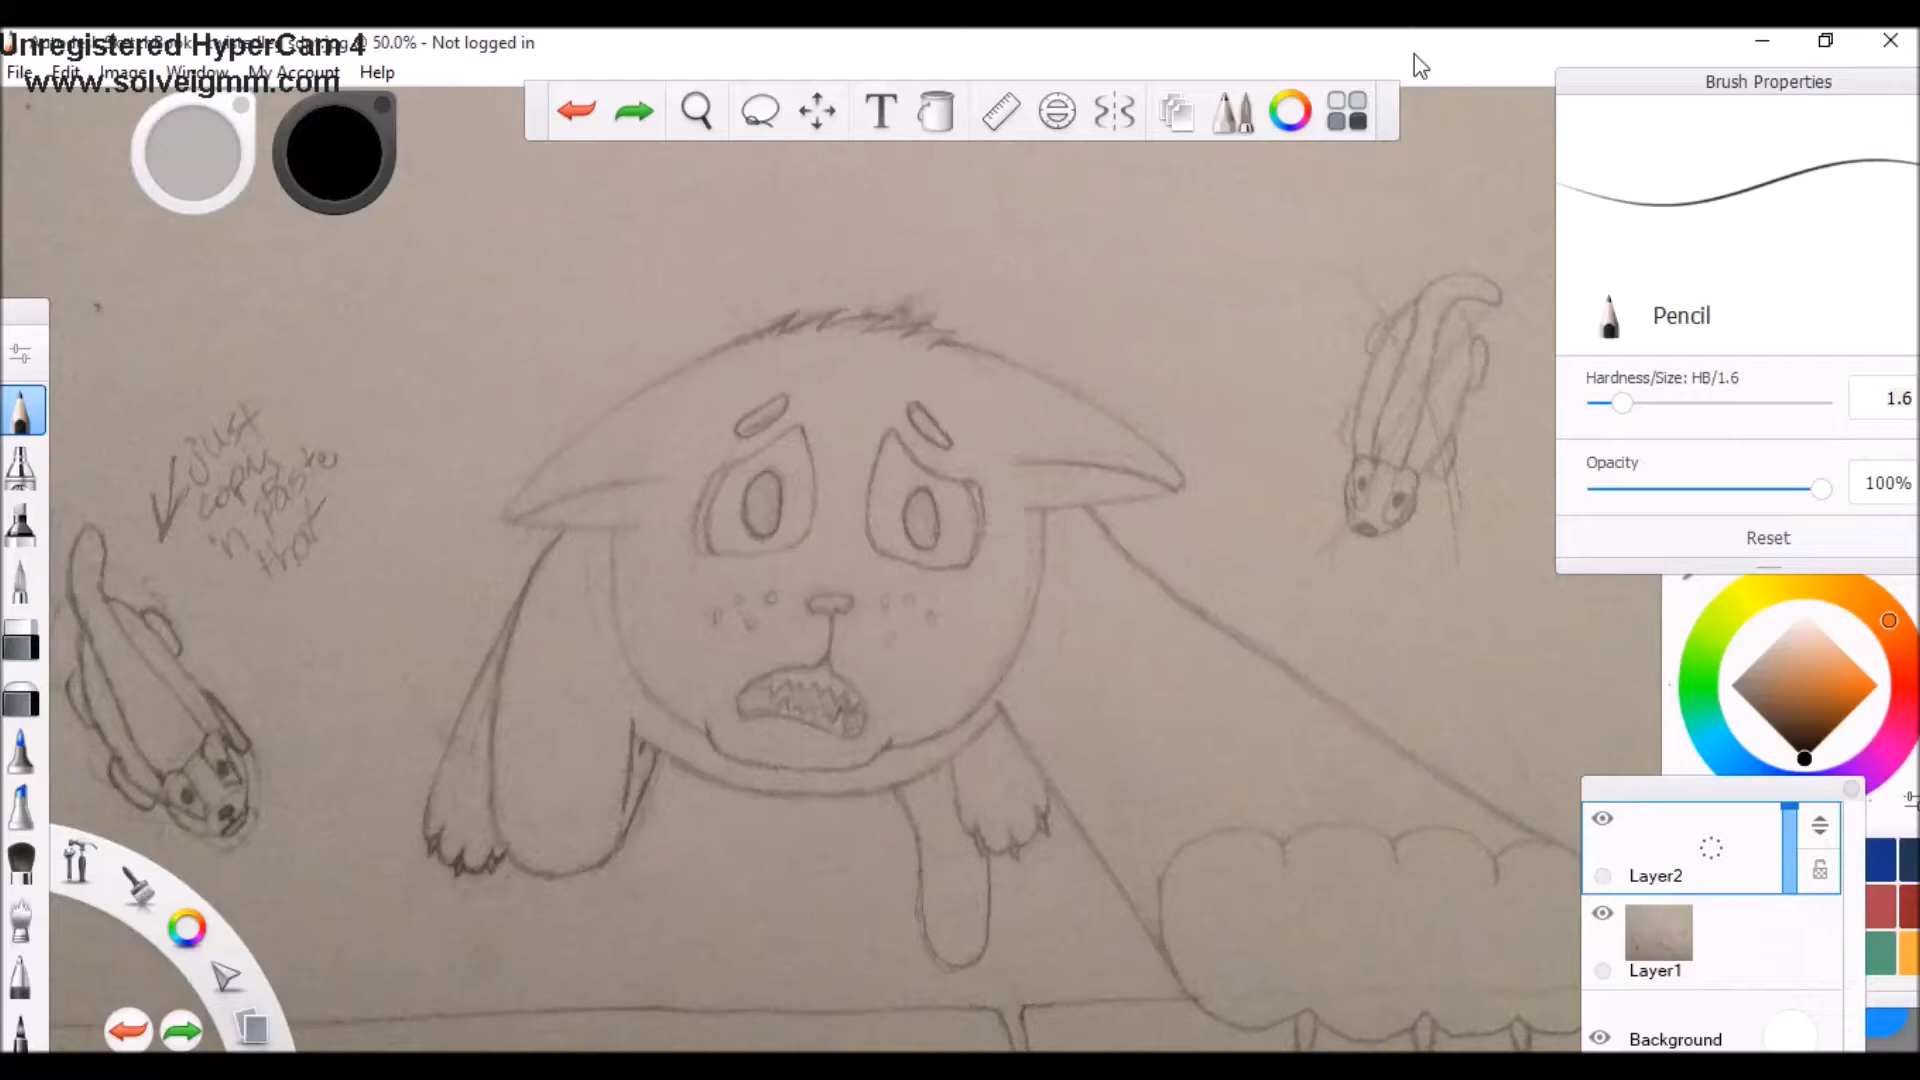 Unregistered HyperCam 4
@ 50.0% - Not logged in
www.solveigmm.com
File Edit Image Window My Account Help
Brush Properties
T
Pencil
Hardness/Size: HB/1.6
1.6
Opacity
100%
Reset
just
copy
paste
'n
that
Layer2
Layer1
Background